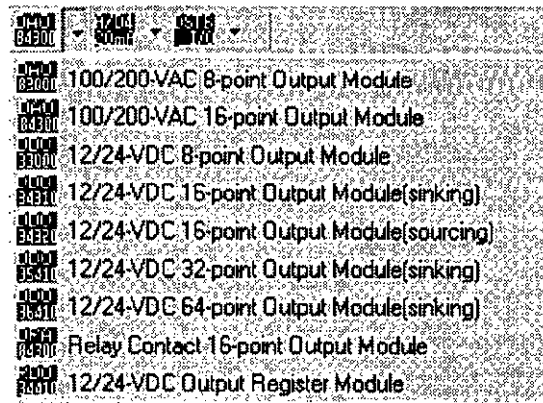 84300
100/200-VAC 8-point Output Module
100/200-VAC 16-point Output Module
12/24-VDC 8-point Output Module
12/24-VDC 16-point Output Module(sinking)
12/24-VDC 16-point Output Module(sourcing)
12/24-VDC 32-point Output Module(sinking)
12/24-VDC 64-point Output Module(sinking)
Relay Contact 16-point Output Module
12/24-VDC Output Register Module